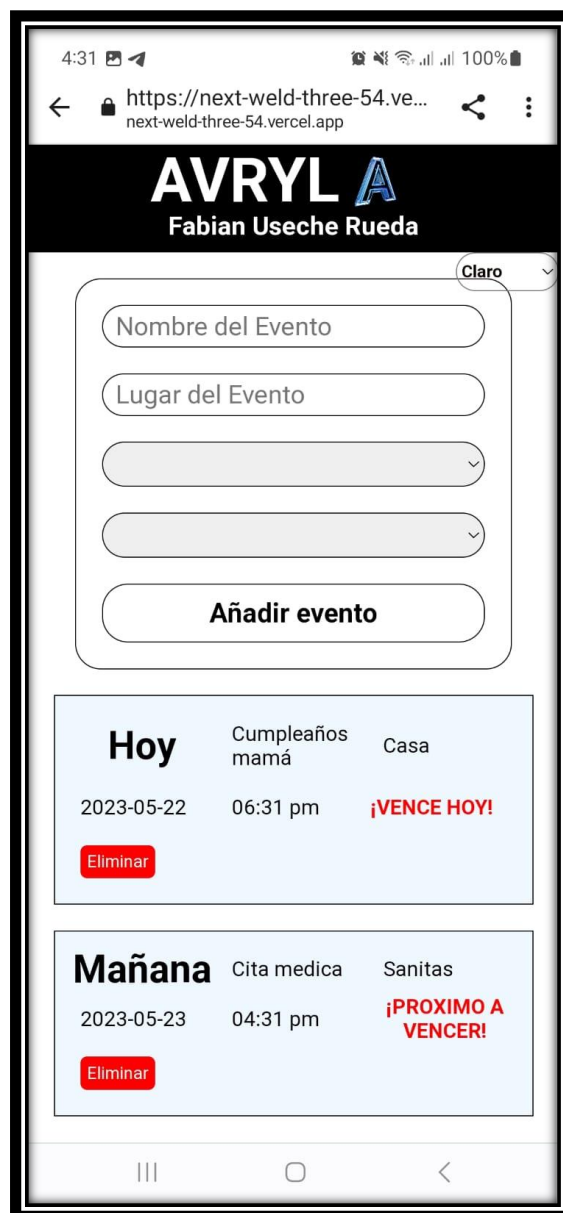 4:31 100%
https://next-weld-three-54.ve...
next-weld-three-54.vercel.app
AVRYL A
Fabian Useche Rueda
Claro
Nombre del Evento
Lugar del Evento
Añadir evento
Hoy
Cumpleaños
mamá
Casa
2023-05-22 06:31 pm ¡VENCE HOY!
Eliminar
Mañana Cita medica Sanitas
2023-05-23 04:31 pm
¡PROXIMO A
VENCER!
Eliminar